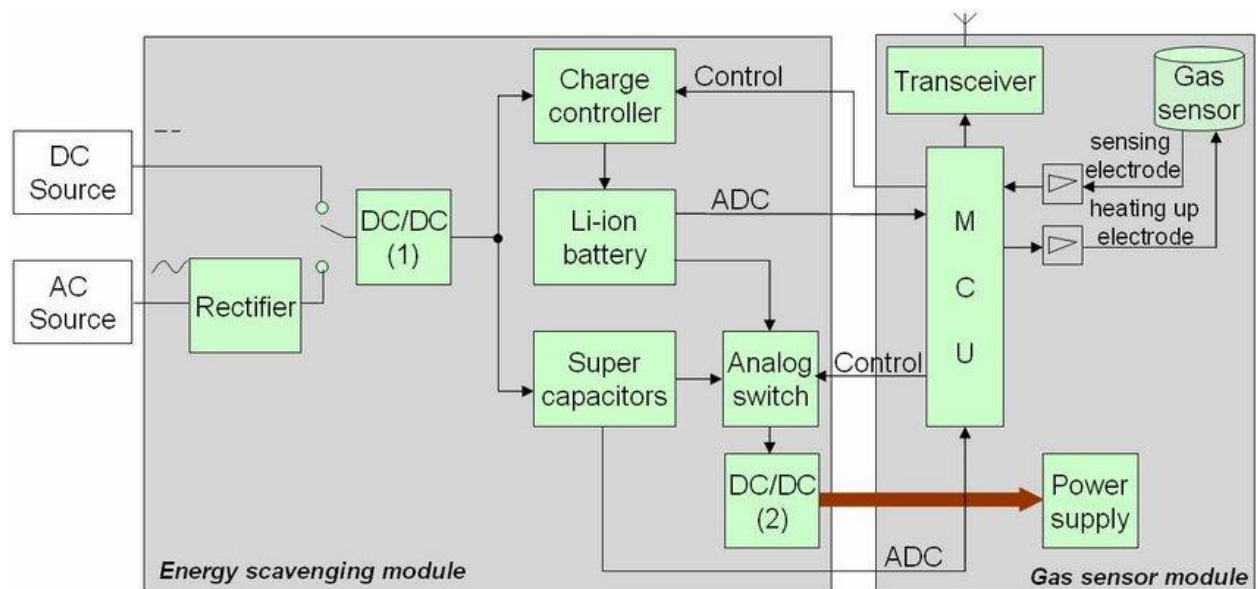 Charge
controller
Control
Transceiver
Gas
sensor
DC
Source
sensing
electrode
DC/DC
(1)
Li-ion
battery
ADC
M
C
U
heating up
electrode
AC
Source
Rectifier
Super
capacitors
Analog
switch
Control
DC/DC
(2)
Power
supply
ADC
Energy scavenging module
Gas sensor module